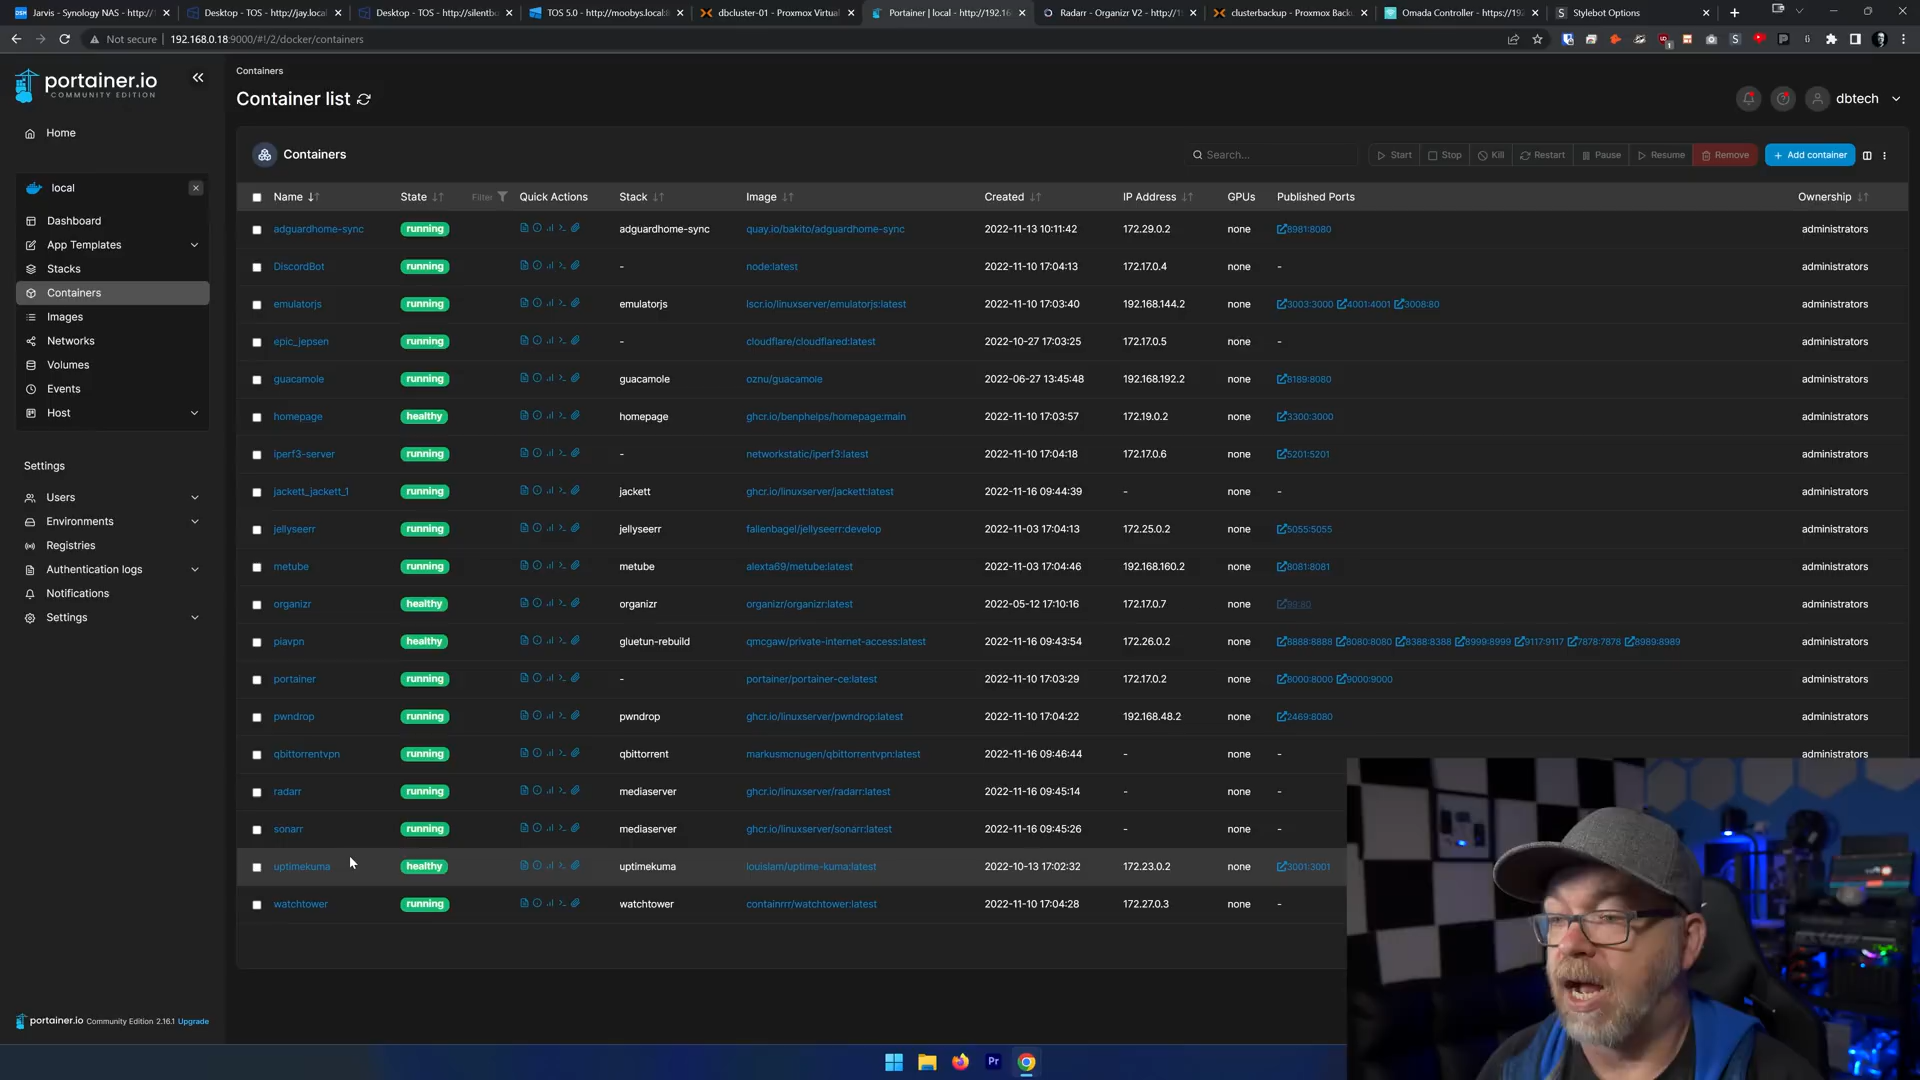 Jarvis - Synology NAS - http://
Desktop - TOS - http://jay.local
Desktop - TOS - http://silentb
TOS 5.0 - http://moobys.local:8
dbcluster-01 - Proxmox Virtual
Portainer | local - http://192.16
Radarr - Organizr V2 - http://1
clusterbackup - Proxmox Back
Omada Controller - https://192
Stylebot Options
Not secure 192.168.0.18:9000/#!/2/docker/containers
portainer.io
COMMUNITY EDITION
Home
local
Dashboard
App Templates
Stacks
Containers
Images
Networks
Volumes
Events
Host
Settings
Users
Environments
Registries
Authentication logs
Notifications
Settings
portainer.io Community Edition 2.16.1 Upgrade
Containers
Container list
dbtech
Containers
Search... Start Stop Kill Restart Pause Resume Remove + Add container
Name State Filter Quick Actions Stack Image Created IP Address GPUs Published Ports Ownership
adguardhome-sync running adguardhome-sync quay.io/bakito/adguardhome-sync 2022-11-13 10:11:42 172.29.0.2 none 8981:8080 administrators
DiscordBot running - node:latest 2022-11-10 17:04:13 172.17.0.4 none - administrators
emulatorjs running emulatorjs lscr.io/linuxserver/emulatorjs:latest 2022-11-10 17:03:40 192.168.144.2 none 3003:3000 4001:4001 3008:80 administrators
epic_jepsen running - cloudflare/cloudflared:latest 2022-10-27 17:03:25 172.17.0.5 none - administrators
guacamole running guacamole oznu/guacamole 2022-06-27 13:45:48 192.168.192.2 none 8189:8080 administrators
homepage healthy homepage ghcr.io/benphelps/homepage:main 2022-11-10 17:03:57 172.19.0.2 none 3300:3000 administrators
iperf3-server running - networkstatic/iperf3:latest 2022-11-10 17:04:18 172.17.0.6 none 5201:5201 administrators
jackett_jackett_1 running jackett ghcr.io/linuxserver/jackett:latest 2022-11-16 09:44:39 - none - administrators
jellyseerr running jellyseerr fallenbagel/jellyseerr:develop 2022-11-03 17:04:13 172.25.0.2 none 5055:5055 administrators
metube running metube alexta69/metube:latest 2022-11-03 17:04:46 192.168.160.2 none 8081:8081 administrators
organizr healthy organizr organizr/organizr:latest 2022-05-12 17:10:16 172.17.0.7 none 99:80 administrators
piavpn healthy gluetun-rebuild qmcgaw/private-internet-access:latest 2022-11-16 09:43:54 172.26.0.2 none 8888:8888 8080:8080 8388:8388 8999:8999 9117:9117 7878:7878 8989:8989 administrators
portainer running - portainer/portainer-ce:latest 2022-11-10 17:03:29 172.17.0.2 none 8000:8000 9000:9000 administrators
pwndrop running pwndrop ghcr.io/linuxserver/pwndrop:latest 2022-11-10 17:04:22 192.168.48.2 none 2469:8080 administrators
qbittorrentvpn running qbittorrent markusmcnugen/qbittorrentvpn:latest 2022-11-16 09:46:44 - none - administrators
radarr running mediaserver ghcr.io/linuxserver/radarr:latest 2022-11-16 09:45:14 - none -
sonarr running mediaserver ghcr.io/linuxserver/sonarr:latest 2022-11-16 09:45:26 - none -
uptimekuma healthy uptimekuma louislam/uptime-kuma:latest 2022-10-13 17:02:32 172.23.0.2 none 3001:3001
watchtower running watchtower containrrr/watchtower:latest 2022-11-10 17:04:28 172.27.0.3 none -
Pr